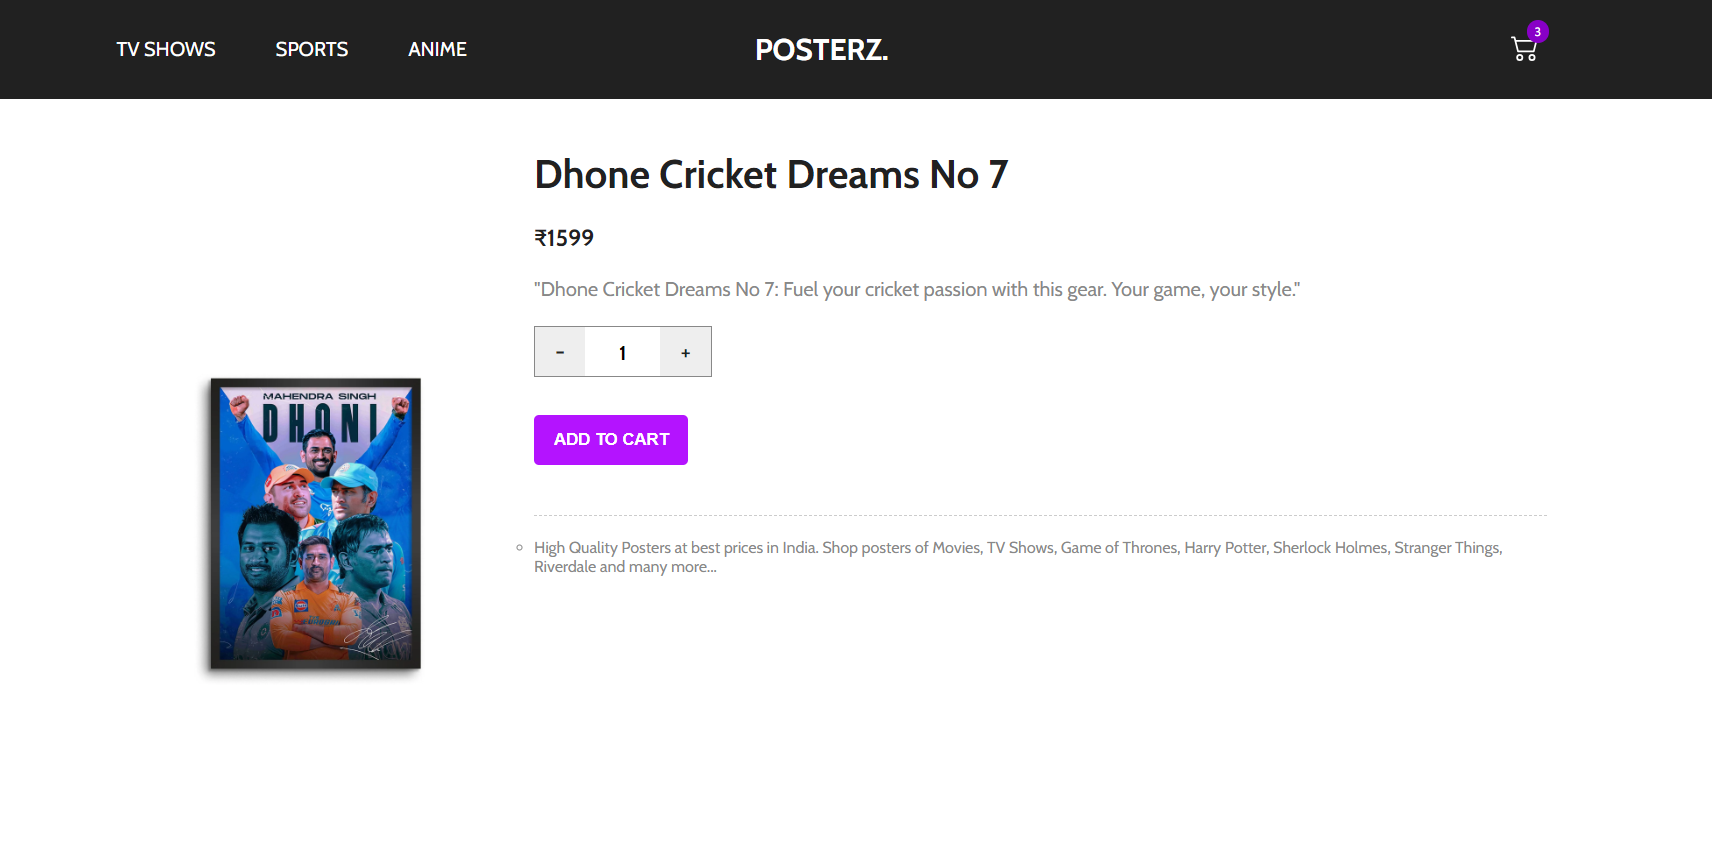 TV SHOWS SPORTS ANIME POSTERZ. 3
Dhone Cricket Dreams No 7
₹1599
"Dhone Cricket Dreams No 7: Fuel your cricket passion with this gear. Your game, your style."
- 1 +
ADD TO CART
High Quality Posters at best prices in India. Shop posters of Movies, TV Shows, Game of Thrones, Harry Potter, Sherlock Holmes, Stranger Things,
Riverdale and many more...
MAHENDRA SINGH
DHONI